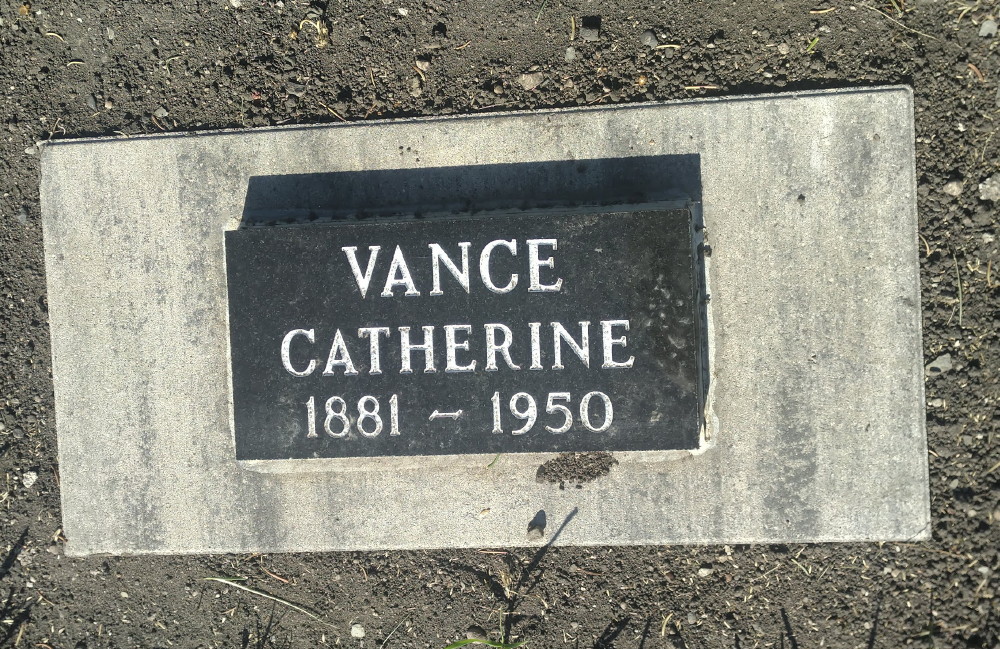 VANCE
CATHERINE
1881 ~ 1950